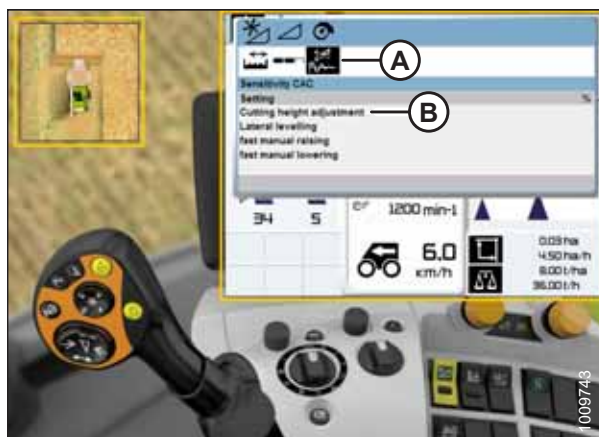 Sensitivity CAC
Setting %
Cutting height adjustment
Lateral levelling
fast manual raising
fast manual lowering
A
B
34 5
1200 min-1
6.0
km/h
0.03 ha
4.50 ha/h
8.00 t/ha
36.00 t/h
1009743